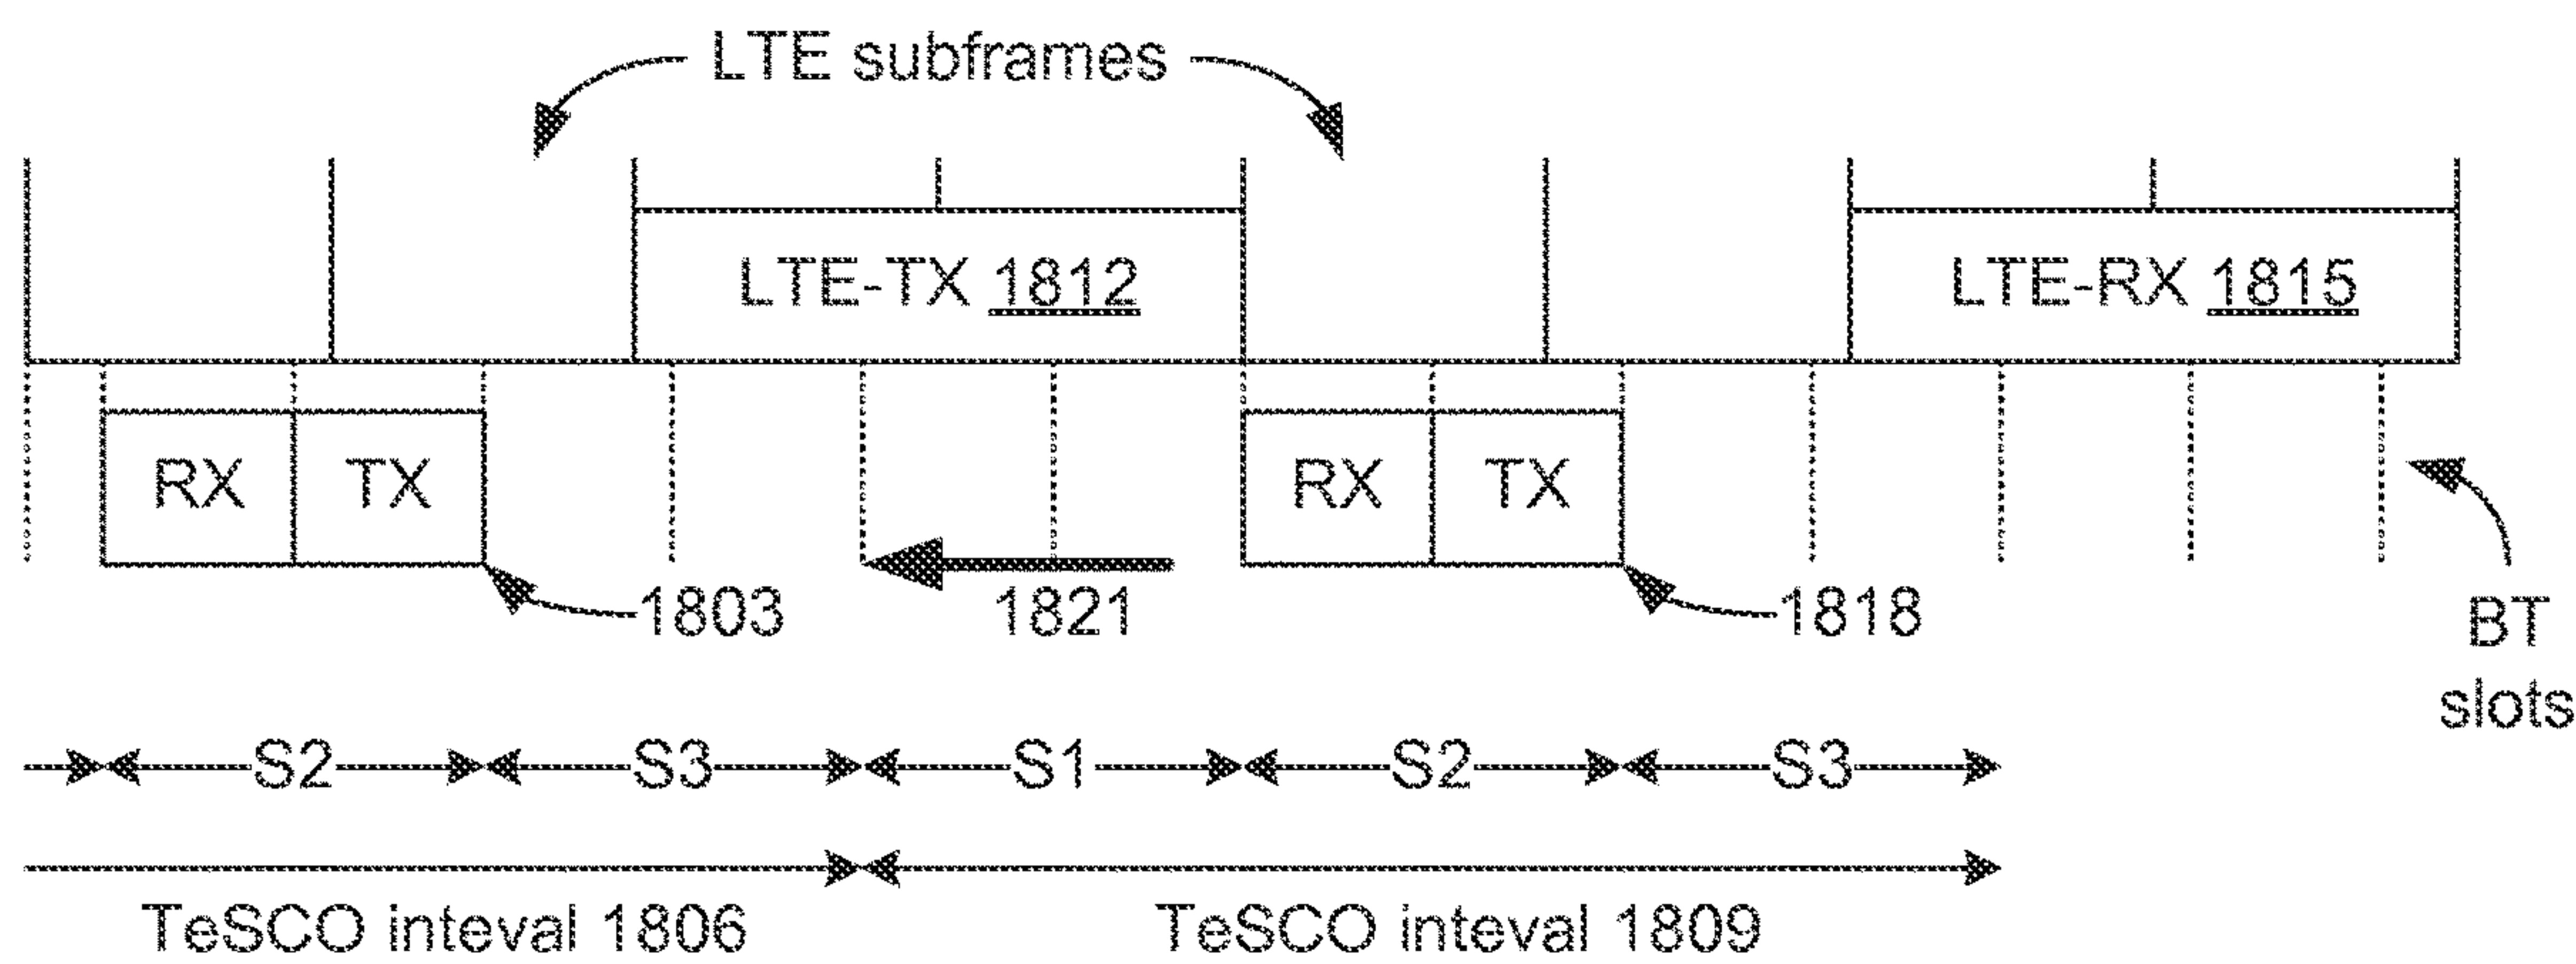 LTE subframes
LTE-TX 1812
LTE-RX 1815
RX TX
RX TX
1803
1821
1818
BT
slots
S2 S3 S1 S2 S3
TeSCO inteval 1806
TeSCO inteval 1809